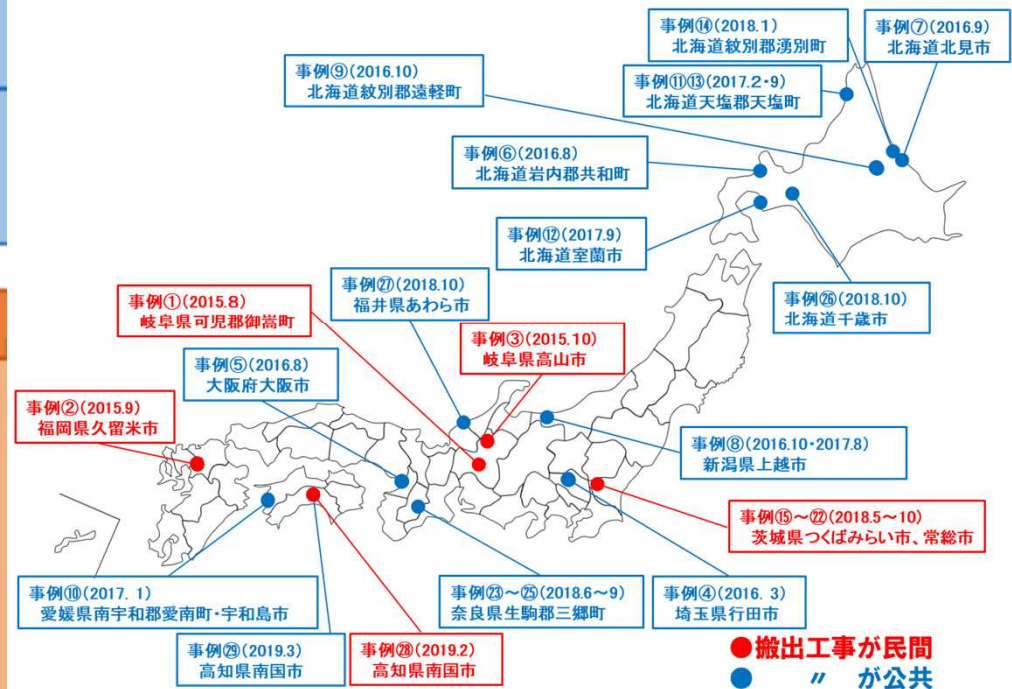 事例⑭(2018.1)
北海道紋別郡湧別町
事例⑦(2016.9)
北海道北見市
事例⑨(2016.10)
北海道紋別郡遠軽町
事例⑪⑬(2017.2・9)
北海道天塩郡天塩町
事例⑥(2016.8)
北海道岩内郡共和町
事例⑫(2017.9)
北海道室蘭市
事例㉖(2018.10)
北海道千歳市
事例㉗(2018.10)
福井県あわら市
事例①(2015.8)
岐阜県可児郡御嵩町
事例③(2015.10)
岐阜県高山市
事例⑤(2016.8)
大阪府大阪市
事例②(2015.9)
福岡県久留米市
事例⑧(2016.10・2017.8)
新潟県上越市
事例⑮～㉒(2018.5～10)
茨城県つくばみらい市、常総市
事例⑩(2017. 1)
愛媛県南宇和郡愛南町・宇和島市
事例㉓～㉕(2018.6～9)
奈良県生駒郡三郷町
事例④(2016. 3)
埼玉県行田市
事例㉙(2019.3)
高知県南国市
事例㉘(2019.2)
高知県南国市
●搬出工事が民間
● 〃 が公共